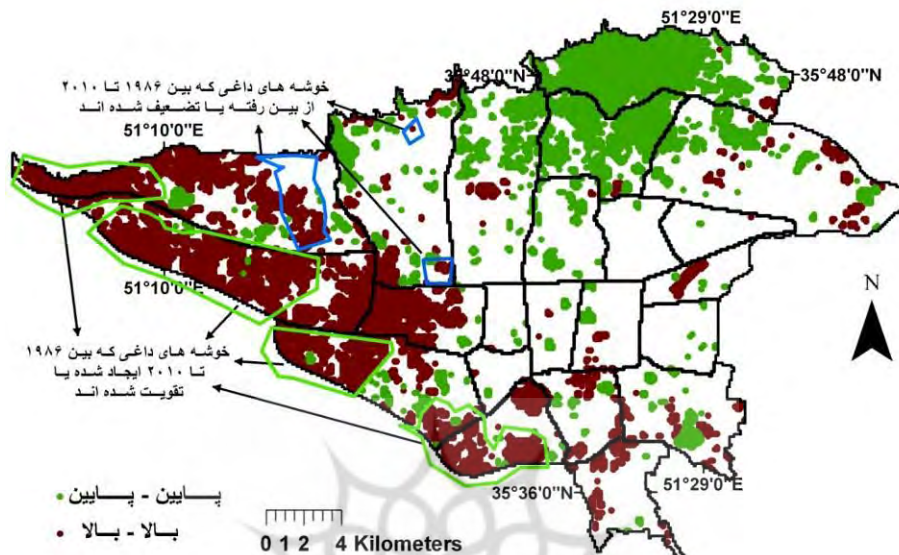 51°29'0"E
35°48'0"N
35°48'0"N
خوشه های داغی که بین ۱۹۸۶ تا ۲۰۱۰
از بین رفته یا تضعیف شده اند
51°10'0"E
51°10'0"E
N
خوشه های داغی که بین ۱۹۸۶
تا ۲۰۱۰ ایجاد شده یا
تقویت شده اند
51°29'0"E
35°36'0"N
پایین - پایین
بالا - بالا
0 1 2 4 Kilometers